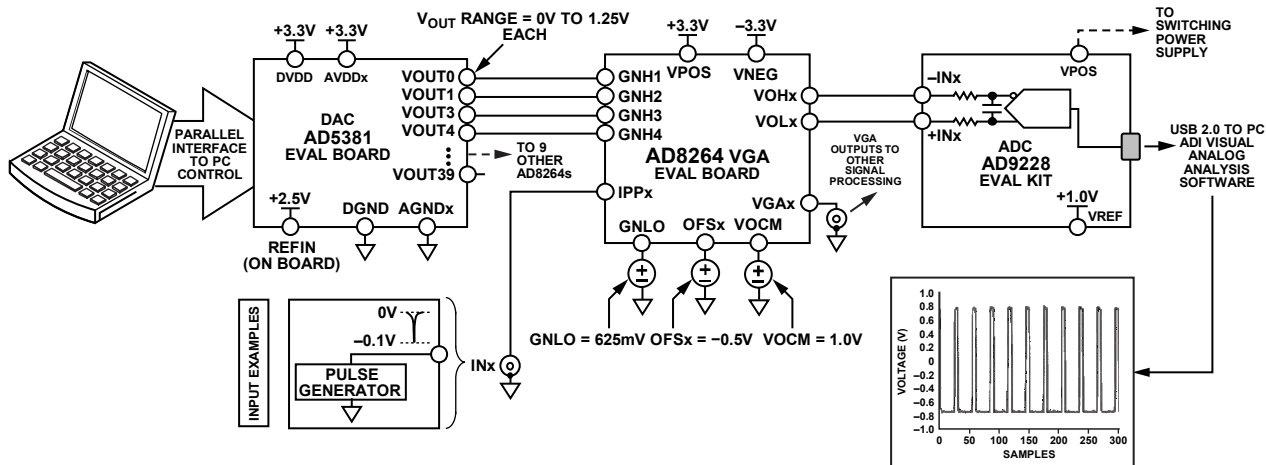 PARALLEL
INTERFACE
TO PC
CONTROL
+3.3V
+3.3V
DVDD
AVDDx
DAC
AD5381
EVAL BOARD
VOUT0
VOUT1
VOUT3
VOUT4
VOUT39
+2.5V
REFIN
(ON BOARD)
DGND
AGNDx
VOUT RANGE = 0V TO 1.25V
EACH
TO 9
OTHER
AD8264s
+3.3V
−3.3V
VPOS
VNEG
GNH1
GNH2
GNH3
GNH4
AD8264 VGA
EVAL BOARD
IPPx
VOHx
VOLx
VGAx
GNLO
OFSx
VOCM
VGA
OUTPUTS TO
OTHER
SIGNAL
PROCESSING
GNLO = 625mV
OFSx = −0.5V
VOCM = 1.0V
TO
SWITCHING
POWER
SUPPLY
VPOS
−INx
+INx
ADC
AD9228
EVAL KIT
+1.0V
VREF
USB 2.0 TO PC
ADI VISUAL
ANALOG
ANALYSIS
SOFTWARE
INPUT EXAMPLES
0V
−0.1V
PULSE
GENERATOR
INx
VOLTAGE (V)
1.0
0.8
0.6
0.4
0.2
0
−0.2
−0.4
−0.6
−0.8
−1.0
0
50
100
150
200
250
300
SAMPLES